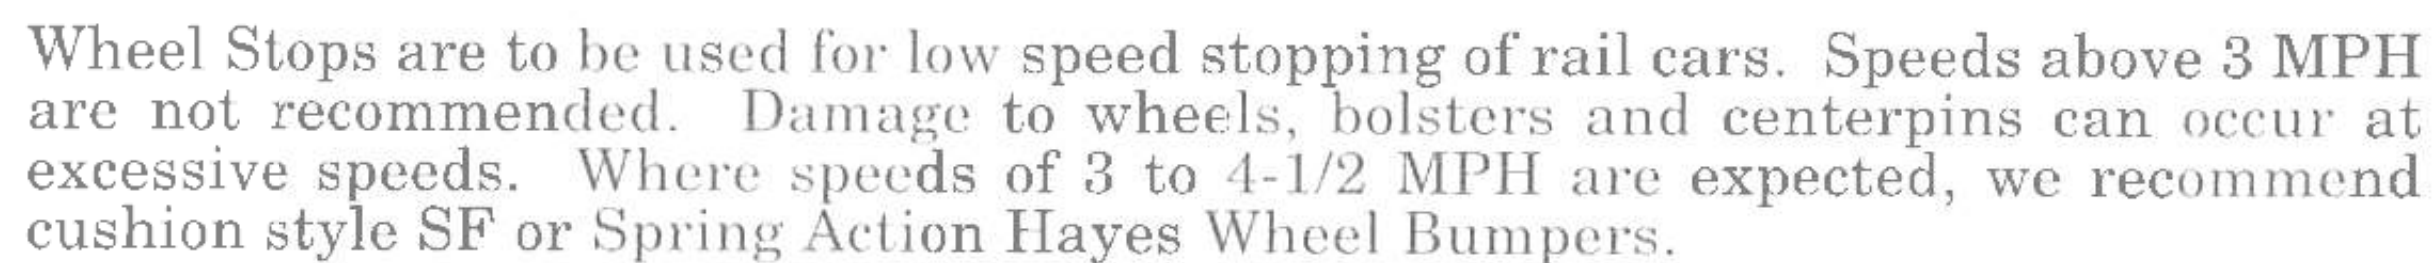 Wheel Stops are to be used for low speed stopping of rail cars. Speeds above 3 MPH
are not recommended. Damage to wheels, bolsters and centerpins can occur at
excessive speeds. Where speeds of 3 to 4-1/2 MPH are expected, we recommend
cushion style SF or Spring Action Hayes Wheel Bumpers.